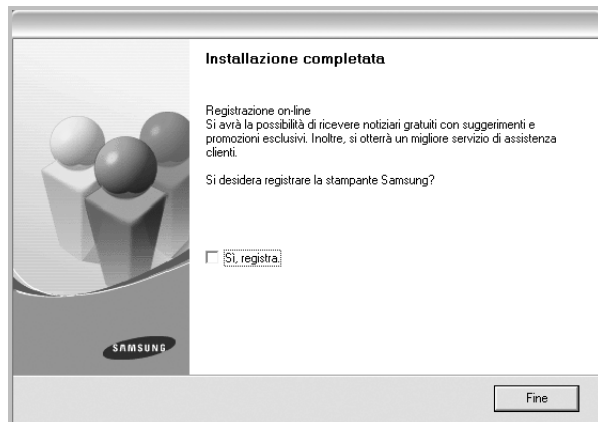 Installazione completata
Registrazione on-line
Si avrà la possibilità di ricevere notiziari gratuiti con suggerimenti e
promozioni esclusivi. Inoltre, si otterrà un migliore servizio di assistenza
clienti.
Si desidera registrare la stampante Samsung?
Sì, registra.
SAMSUNG
Fine